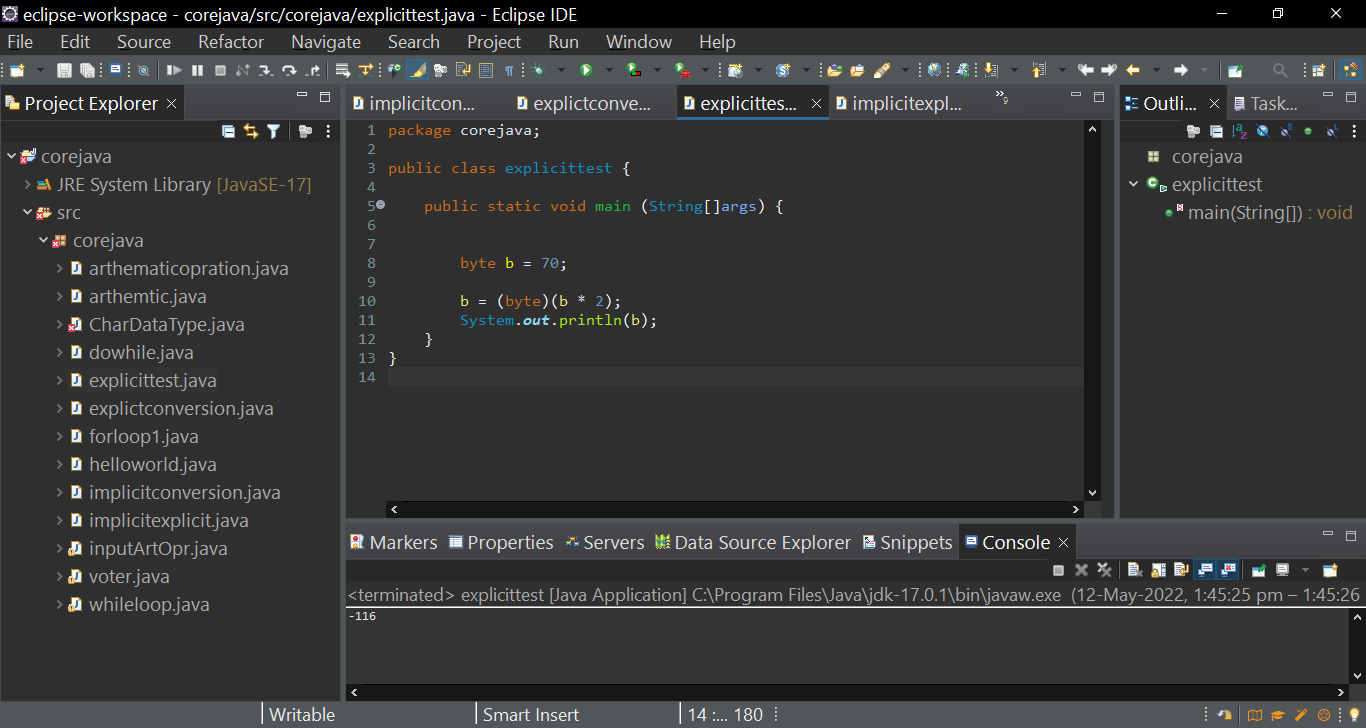 eclipse-workspace - corejava/src/corejava/explicittest.java - Eclipse IDE
File Edit Source Refactor Navigate Search Project Run Window Help
Project Explorer
corejava
JRE System Library [JavaSE-17]
src
corejava
arthematicopration.java
arthemtic.java
CharDataType.java
dowhile.java
explicittest.java
explictconversion.java
forloop1.java
helloworld.java
implicitconversion.java
implicitexplicit.java
inputArtOpr.java
voter.java
whileloop.java
implicitcon... explictconve... explicittes... implicitexpl... »9
1 package corejava;
2
3 public class explicittest {
4
5 public static void main (String[]args) {
6
7
8 byte b = 70;
9
10 b = (byte)(b * 2);
11 System.out.println(b);
12 }
13 }
14
Outli... Task...
corejava
explicittest
main(String[]) : void
Markers Properties Servers Data Source Explorer Snippets Console
<terminated> explicittest [Java Application] C:\Program Files\Java\jdk-17.0.1\bin\javaw.exe (12-May-2022, 1:45:25 pm – 1:45:26
-116
Writable Smart Insert 14 :... 180